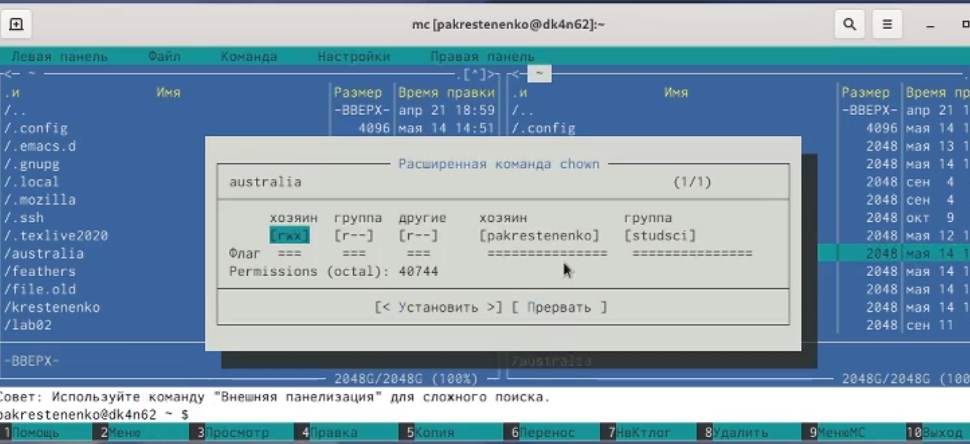 mc [pakrestenenko@dk4n62]:~
Левая панель Файл Команда Настройки Правая панель
<- ~ .[^]> <- ~
.и Имя Размер Время правки .и Имя Размер Время пр
/.. -ВВЕРХ- апр 21 18:59 /.. -ВВЕРХ- апр 21 1
/.config 4096 мая 14 14:51 /.config 4096 мая 14 1
/.emacs.d 2048 мая 13 1
/.gnupg 2048 мая 14 1
/.local 2048 сен 4
/.mozilla 2048 сен 4
/.ssh 2048 окт 9
/.texlive2020 2048 мая 12 1
/australia 2048 мая 14 1
/feathers 2048 мая 14 1
/file.old 2048 мая 14 1
/krestenenko 2048 мая 14 1
/lab02 2048 сен 11
Расширенная команда chown
australia (1/1)
хозяин группа другие хозяин группа
[rwx] [r--] [r--] [pakrestenenko] [studsci]
Флаг === === === =============== ===============
Permissions (octal): 40744
[< Установить >] [ Прервать ]
-ВВЕРХ- /australia
2048G/2048G (100%) 2048G/2048G (100
Совет: Используйте команду "Внешняя панелизация" для сложного поиска.
pakrestenenko@dk4n62 ~ $
1Помощь 2Меню 3Просмотр 4Правка 5Копия 6Перенос 7НвКтлог 8Удалить 9МенюМС 10Выход